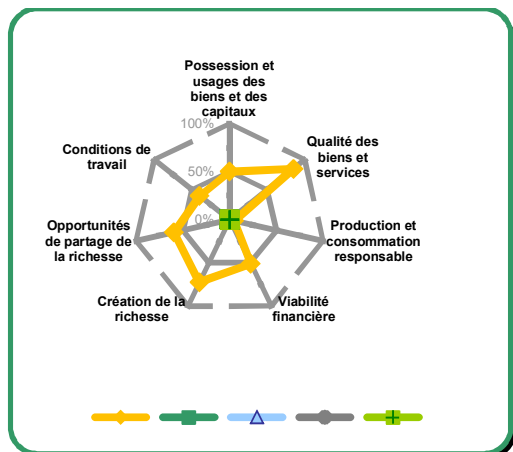 Possession et
usages des
biens et des
capitaux
100%
50%
0%
Qualité des
biens et
services
Production et
consommation
responsable
Viabilité
financière
Création de la
richesse
Opportunités
de partage de
la richesse
Conditions de
travail